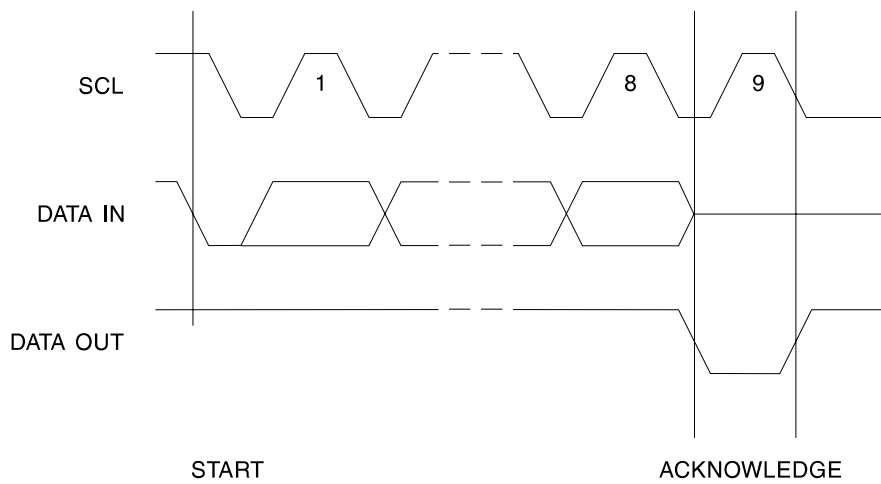 SCL
1
8
9
DATA IN
DATA OUT
START
ACKNOWLEDGE